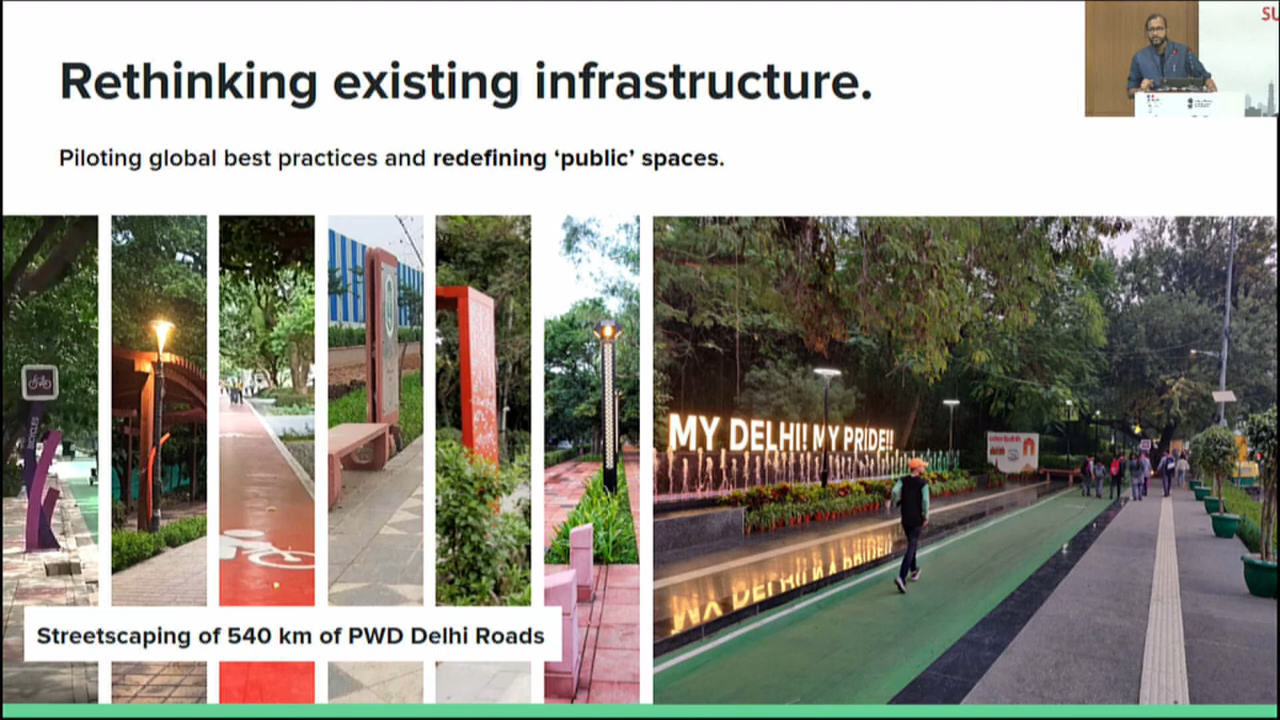 SU
Rethinking existing infrastructure.
Piloting global best practices and redefining ‘public’ spaces.
MY DELHI! MY PRIDE!!
Streetscaping of 540 km of PWD Delhi Roads